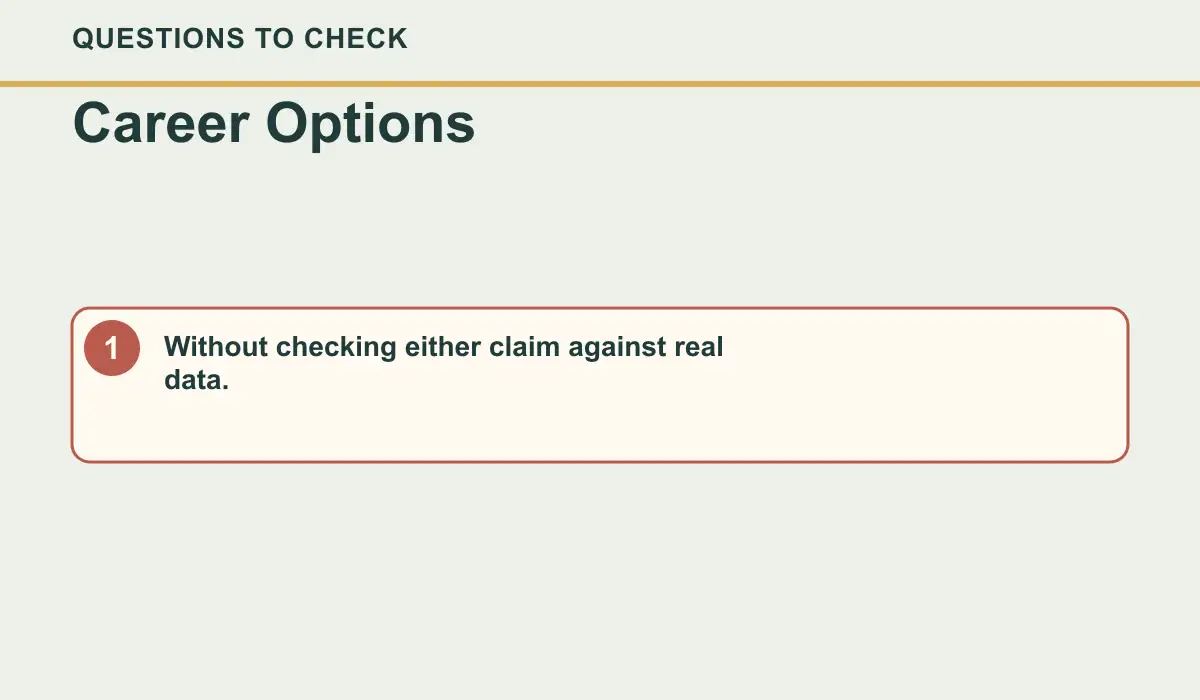 QUESTIONS TO CHECK
Career Options
1
Without checking either claim against real
data.